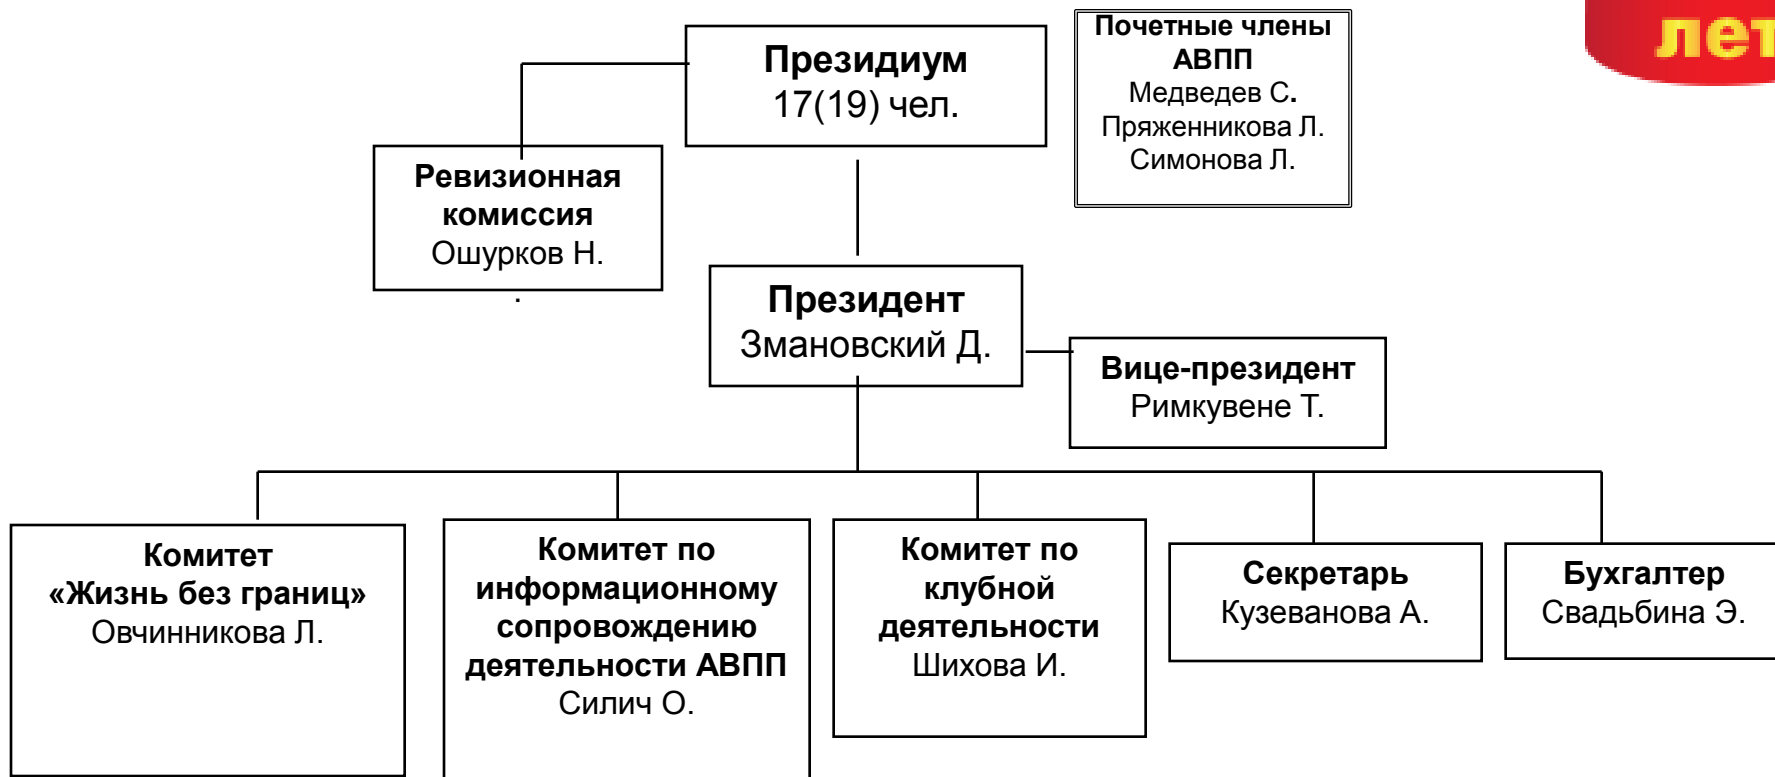 лет
Президиум
17(19) чел.
Почетные члены
АВПП
Медведев С.
Пряженникова Л.
Симонова Л.
Ревизионная
комиссия
Ошурков Н.
.
Президент
Змановский Д.
Вице-президент
Римкувене Т.
Комитет
«Жизнь без границ»
Овчинникова Л.
Комитет по
информационному
сопровождению
деятельности АВПП
Силич О.
Комитет по
клубной
деятельности
Шихова И.
Секретарь
Кузеванова А.
Бухгалтер
Свадьбина Э.